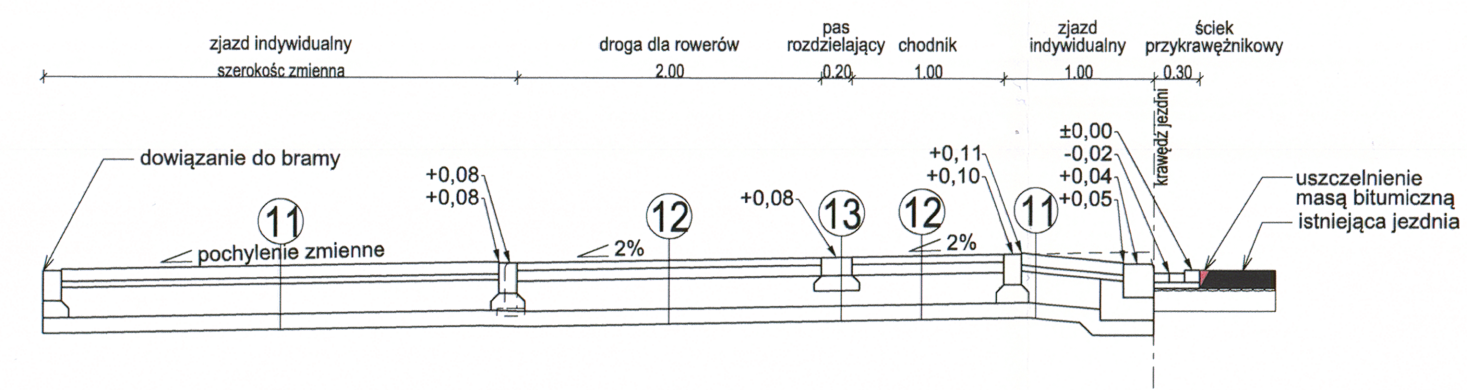 zjazd indywidualny
szerokośc zmienna
droga dla rowerów
2.00
pas
rozdzielający
0.20
chodnik
1.00
zjazd
indywidualny
1.00
ściek
przykrawężnikowy
0.30
krawędź jezdni
dowiązanie do bramy
+0,08
+0,08
+0,08
+0,11
+0,10
±0,00
-0,02
+0,04
+0,05
uszczelnienie
masą bitumiczną
istniejąca jezdnia
11
12
13
12
11
pochylenie zmienne
2%
2%